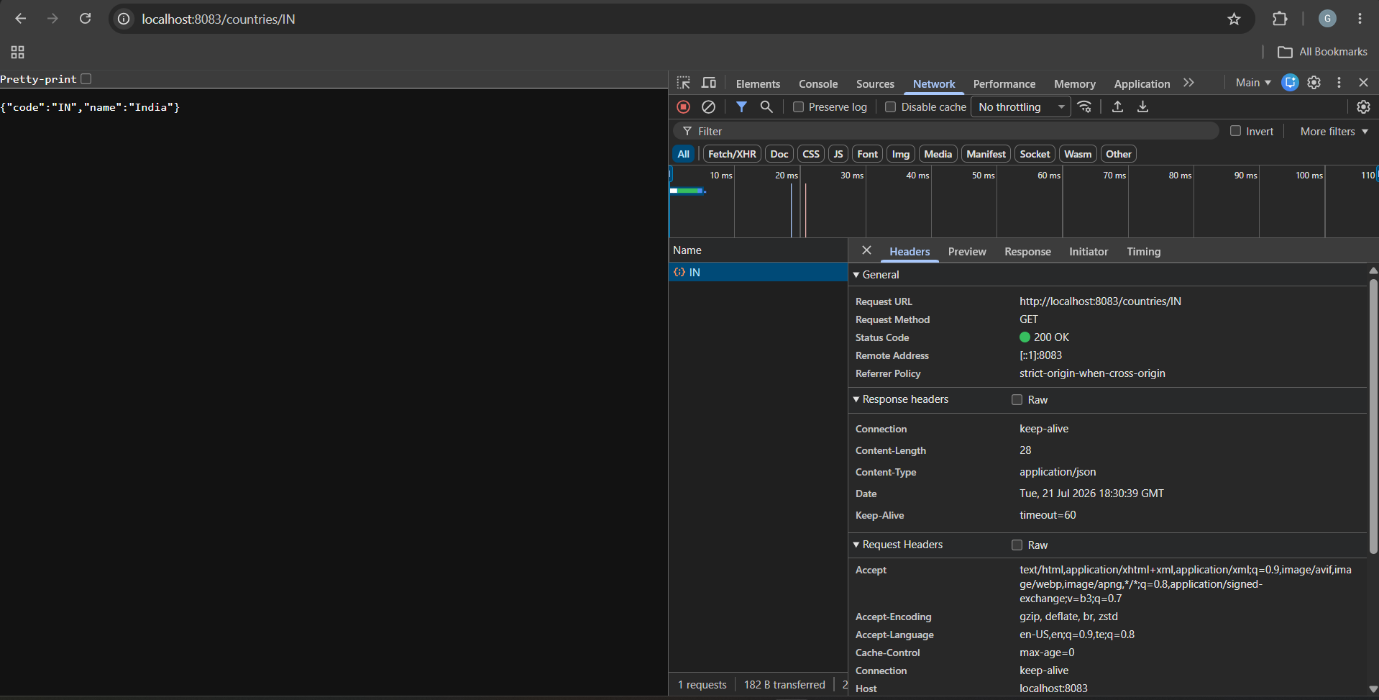 localhost:8083/countries/IN
G
All Bookmarks
Pretty-print
{"code":"IN","name":"India"}
Elements Console Sources Network Performance Memory Application Main
Preserve log Disable cache No throttling
Filter Invert More filters
All Fetch/XHR Doc CSS JS Font Img Media Manifest Socket Wasm Other
10 ms 20 ms 30 ms 40 ms 50 ms 60 ms 70 ms 80 ms 90 ms 100 ms 110
Name
IN
Headers Preview Response Initiator Timing
General
Request URL http://localhost:8083/countries/IN
Request Method GET
Status Code 200 OK
Remote Address [::1]:8083
Referrer Policy strict-origin-when-cross-origin
Response headers Raw
Connection keep-alive
Content-Length 28
Content-Type application/json
Date Tue, 21 Jul 2026 18:30:39 GMT
Keep-Alive timeout=60
Request Headers Raw
Accept text/html,application/xhtml+xml,application/xml;q=0.9,image/avif,ima
ge/webp,image/apng,*/*;q=0.8,application/signed-
exchange;v=b3;q=0.7
Accept-Encoding gzip, deflate, br, zstd
Accept-Language en-US,en;q=0.9,te;q=0.8
Cache-Control max-age=0
Connection keep-alive
Host localhost:8083
1 requests 182 B transferred 2